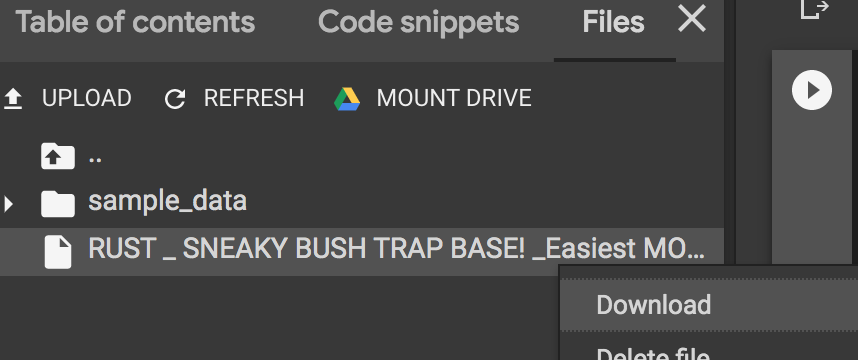 Table of contents Code snippets Files
UPLOAD REFRESH MOUNT DRIVE
..
sample_data
RUST _ SNEAKY BUSH TRAP BASE! _Easiest MO...
Download
Delete file